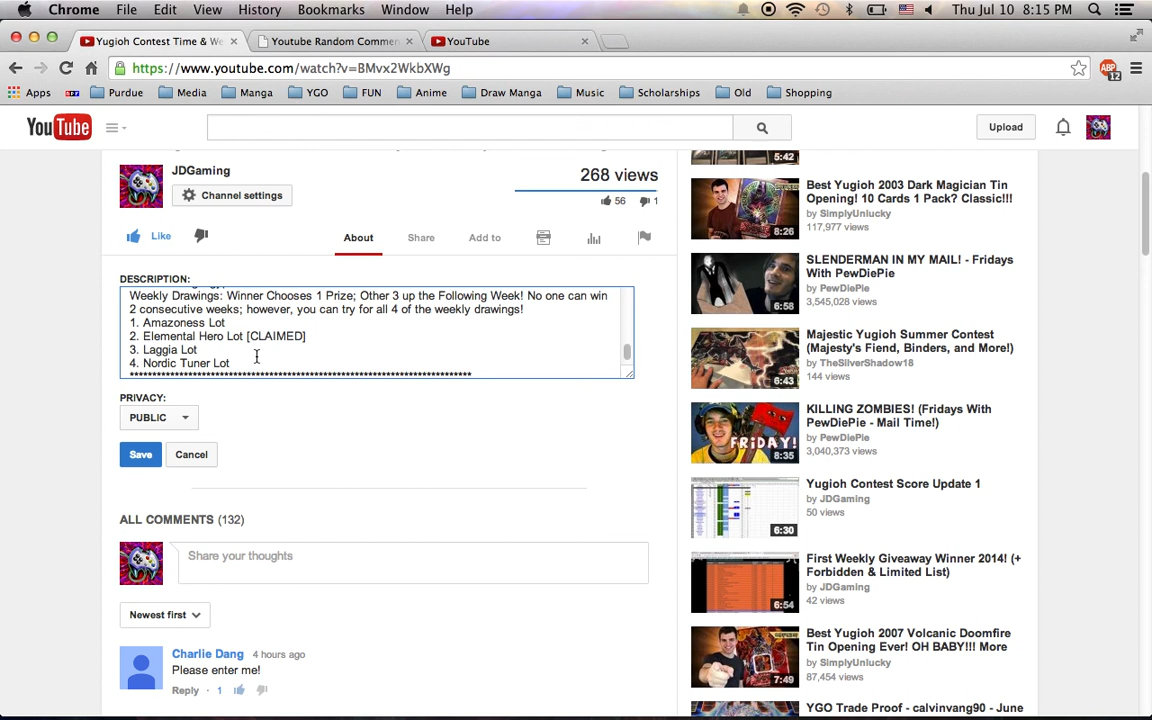 Chrome File Edit View History Bookmarks Window Help Thu Jul 10 8:15 PM
Yugioh Contest Time & We Youtube Random Commen YouTube
https://www.youtube.com/watch?v=BMvx2WkbXWg
ABP 12
Apps Purdue Media Manga YGO FUN Anime Draw Manga Music Scholarships Old Shopping
YouTube Upload
JDGaming
268 views
Channel settings
56 1
Like About Share Add to
DESCRIPTION:
Weekly Drawings: Winner Chooses 1 Prize; Other 3 up the Following Week! No one can win
2 consecutive weeks; however, you can try for all 4 of the weekly drawings!
1. Amazoness Lot
2. Elemental Hero Lot [CLAIMED]
3. Laggia Lot
4. Nordic Tuner Lot
PRIVACY:
PUBLIC
Save Cancel
ALL COMMENTS (132)
Share your thoughts
Newest first
Charlie Dang 4 hours ago
Please enter me!
Reply · 1
5:42
Best Yugioh 2003 Dark Magician Tin
Opening! 10 Cards 1 Pack? Classic!!!
by SimplyUnlucky
117,977 views
8:26
SLENDERMAN IN MY MAIL! - Fridays
With PewDiePie
by PewDiePie
3,545,028 views
6:58
Majestic Yugioh Summer Contest
(Majesty's Fiend, Binders, and More!)
by TheSilverShadow18
144 views
6:43
KILLING ZOMBIES! (Fridays With
PewDiePie - Mail Time!)
by PewDiePie
3,040,373 views
FRiDAY!
8:35
Yugioh Contest Score Update 1
by JDGaming
50 views
6:30
First Weekly Giveaway Winner 2014! (+
Forbidden & Limited List)
by JDGaming
42 views
6:54
Best Yugioh 2007 Volcanic Doomfire
Tin Opening Ever! OH BABY!!! More
by SimplyUnlucky
87,454 views
7:49
YGO Trade Proof - calvinvang90 - June